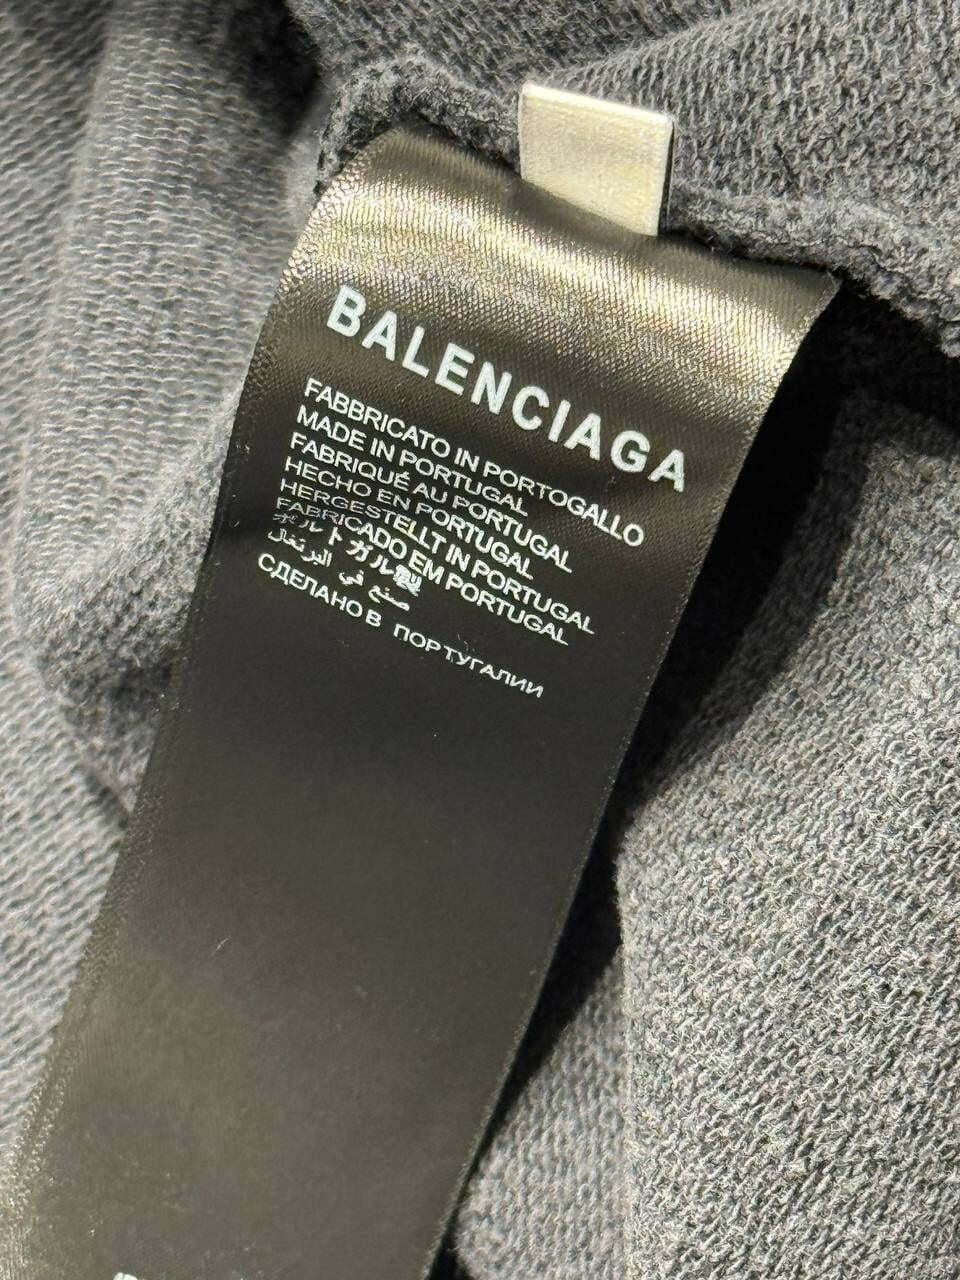 BALENCIAGA
FABBRICATO IN PORTOGALLO
MADE IN PORTUGAL
FABRIQUÉ AU PORTUGAL
HECHO EN PORTUGAL
HERGESTELLT IN PORTUGAL
FABRICADO EM PORTUGAL
ポルトガル製
صنع في البرتغال
СДЕЛАНО В ПОРТУГАЛИИ